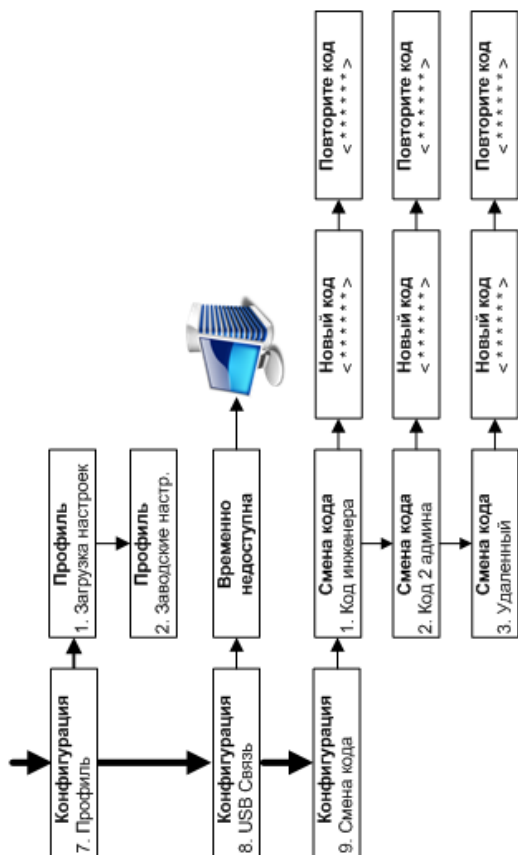 Конфигурация
7. Профиль
Профиль
1. Загрузка настроек
Профиль
2. Заводские настр.
Конфигурация
8. USB Связь
Временно
недоступна
Конфигурация
9. Смена кода
Смена кода
1. Код инженера
Новый код
<*******>
Повторите код
<*******>
Смена кода
2. Код 2 админа
Новый код
<*******>
Повторите код
<*******>
Смена кода
3. Удаленный
Новый код
<*******>
Повторите код
<*******>